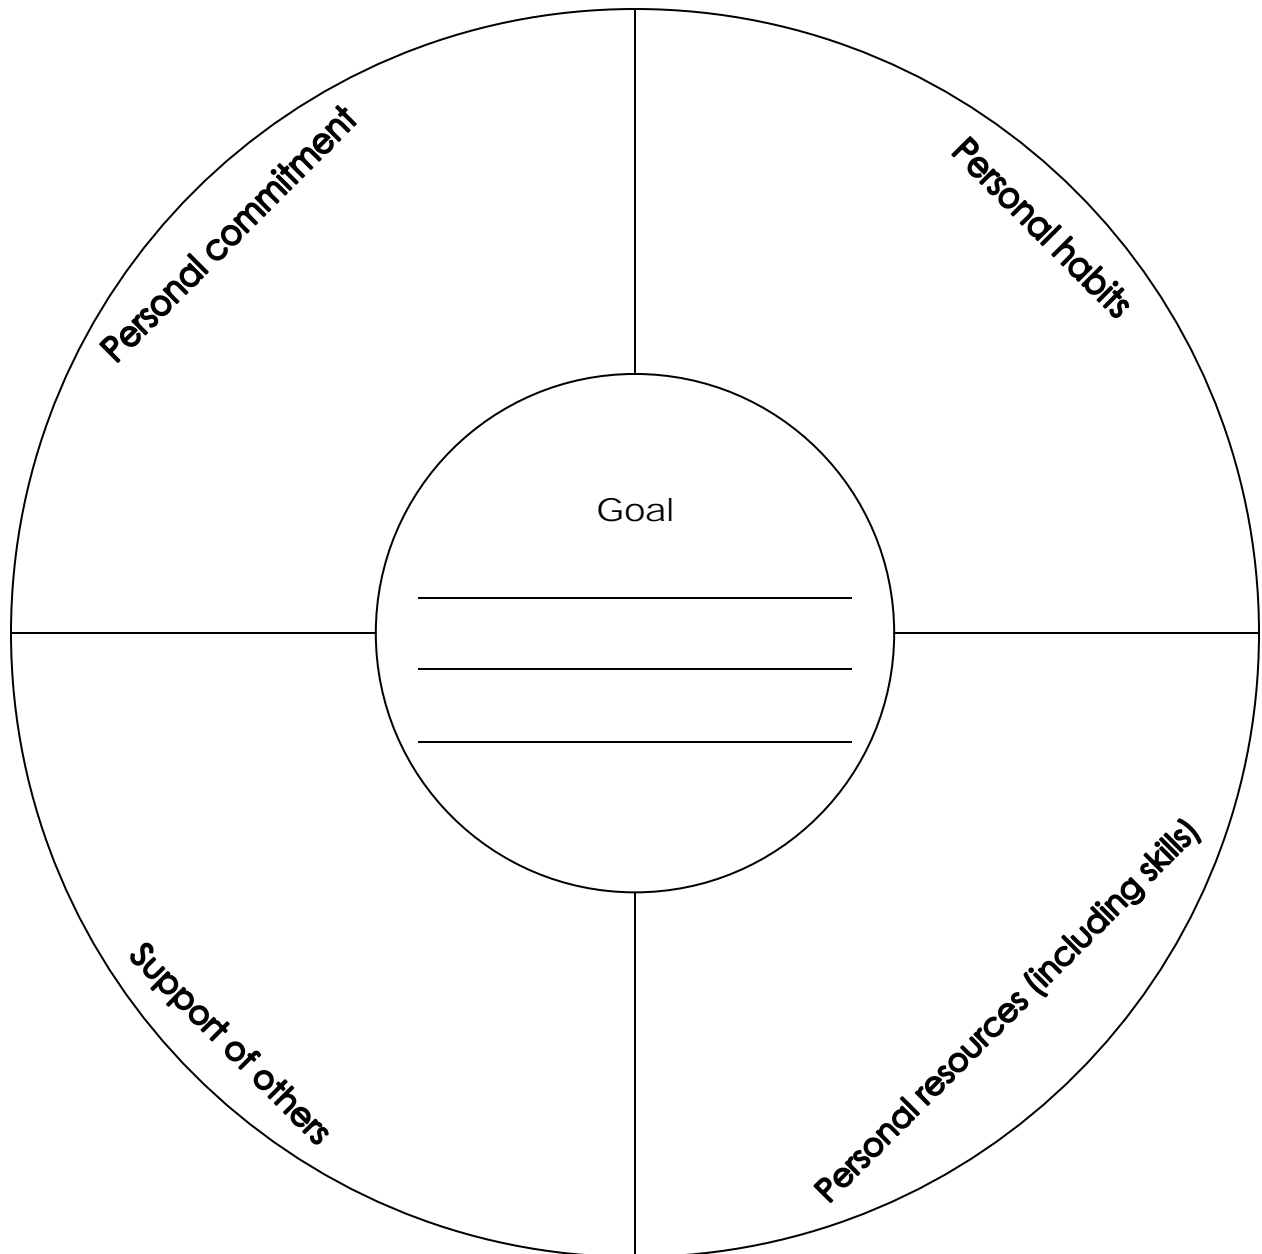 Personal commitment
Personal habits
Goal
Support of others
Personal resources (including skills)